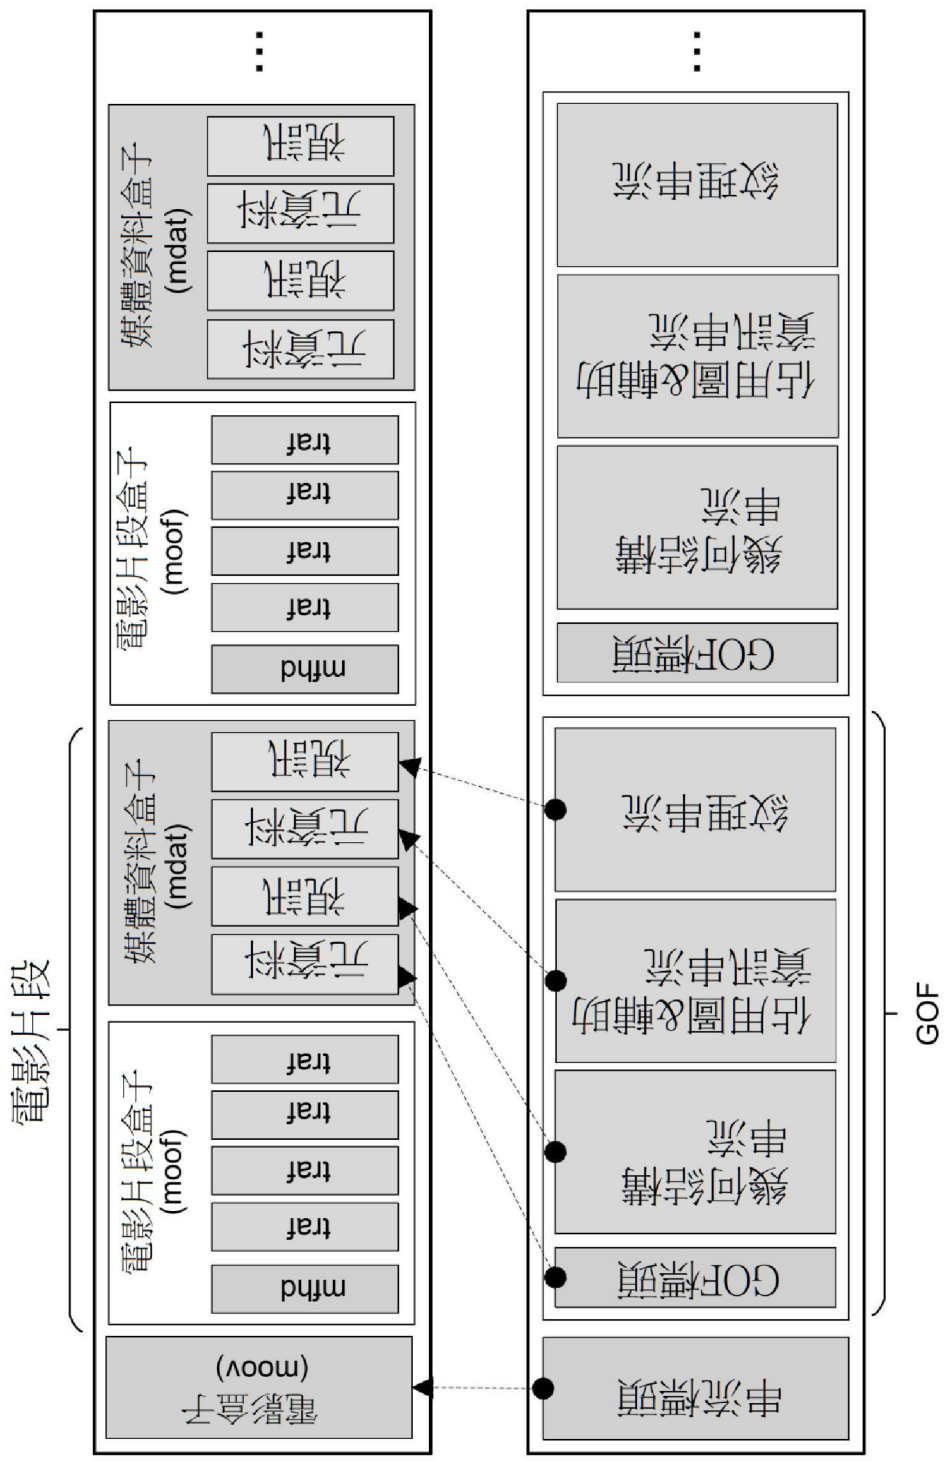 電影片段
電影盒子
(moov)
電影片段盒子
(moof)
mfhd
traf
traf
traf
traf
媒體資料盒子
(mdat)
元資料
視訊
元資料
視訊
電影片段盒子
(moof)
mfhd
traf
traf
traf
traf
媒體資料盒子
(mdat)
元資料
視訊
元資料
視訊
...
串流標頭
GOF標頭
幾何結構
串流
佔用圖&輔助
資訊串流
紋理串流
GOF標頭
幾何結構
串流
佔用圖&輔助
資訊串流
紋理串流
...
GOF